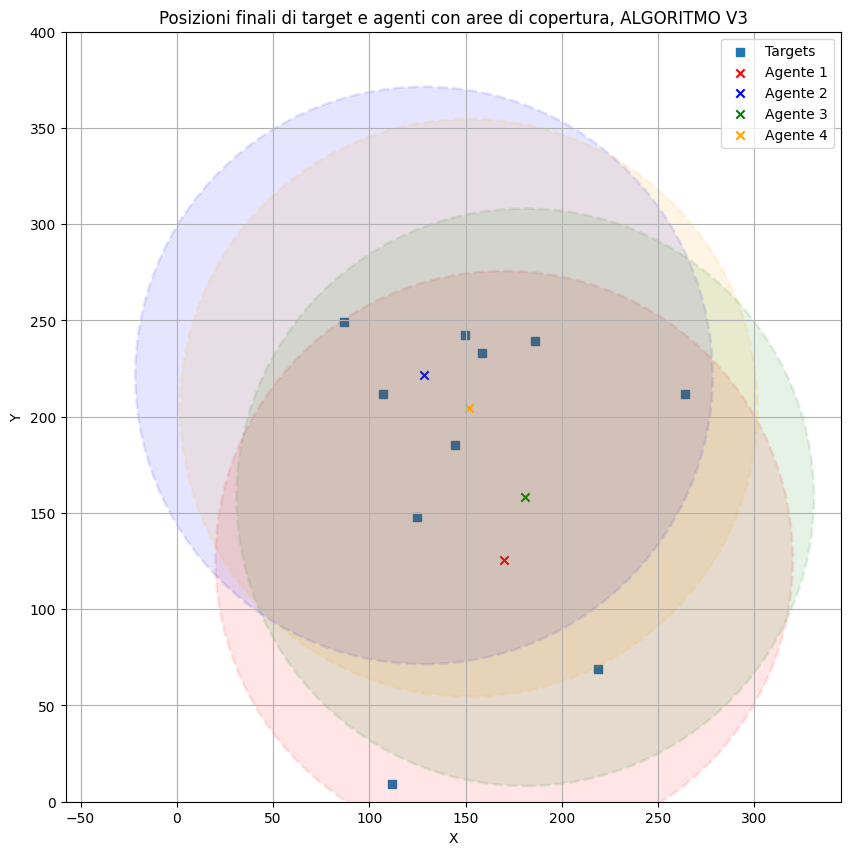 Posizioni finali di target e agenti con aree di copertura, ALGORITMO V3
400
350
300
250
200
150
100
50
0
Y
−50
0
50
100
150
200
250
300
X
Targets
Agente 1
Agente 2
Agente 3
Agente 4